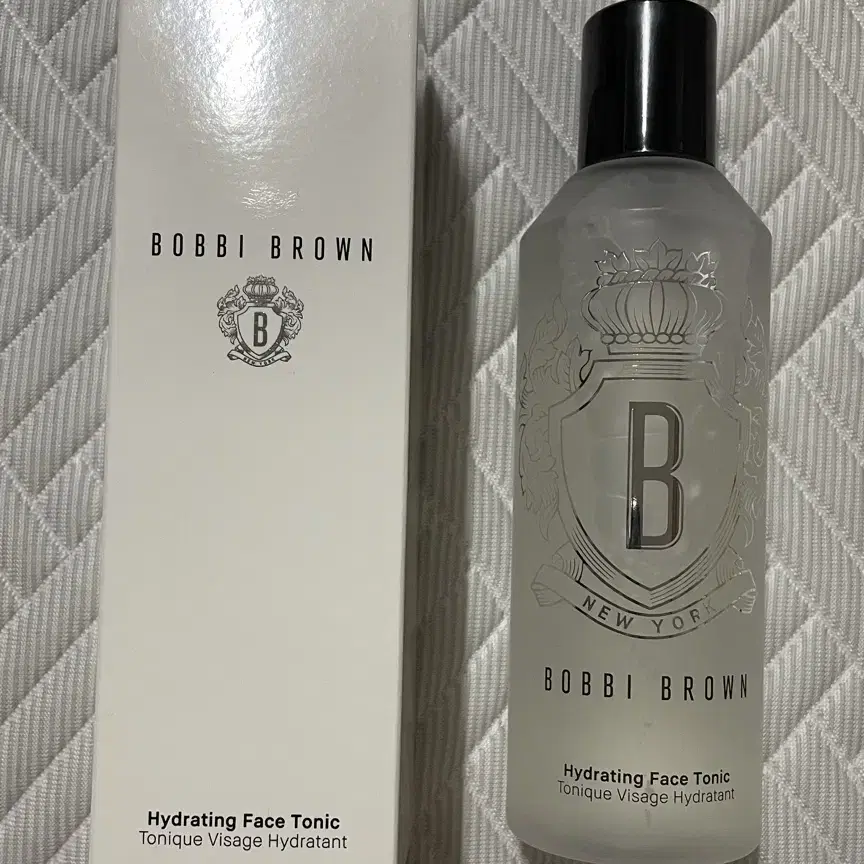 BOBBI BROWN
B
NEW YORK
Hydrating Face Tonic
Tonique Visage Hydratant
B
NEW YORK
BOBBI BROWN
Hydrating Face Tonic
Tonique Visage Hydratant